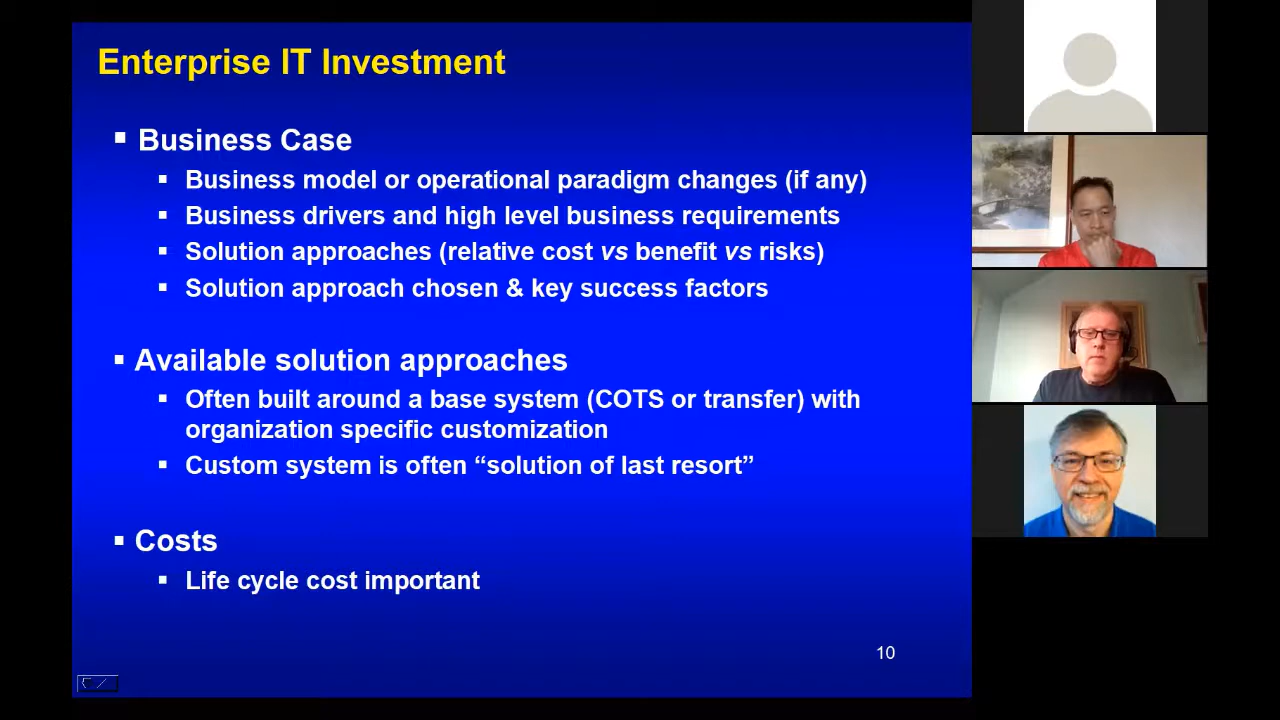 Enterprise IT Investment
▪ Business Case
▪ Business model or operational paradigm changes (if any)
▪ Business drivers and high level business requirements
▪ Solution approaches (relative cost vs benefit vs risks)
▪ Solution approach chosen & key success factors
▪ Available solution approaches
▪ Often built around a base system (COTS or transfer) with
organization specific customization
▪ Custom system is often “solution of last resort”
▪ Costs
▪ Life cycle cost important
10